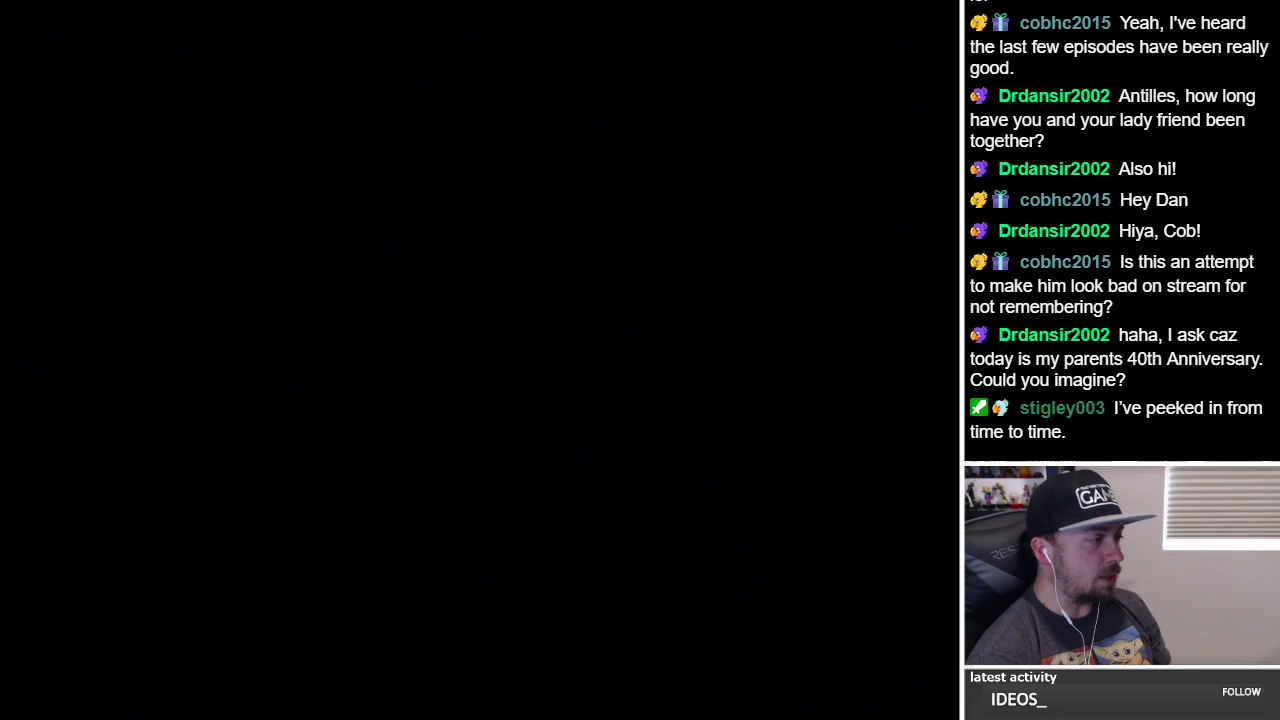 cobhc2015 Yeah, I've heard
the last few episodes have been really
good.
Drdansir2002 Antilles, how long
have you and your lady friend been
together?
Drdansir2002 Also hi!
cobhc2015 Hey Dan
Drdansir2002 Hiya, Cob!
cobhc2015 Is this an attempt
to make him look bad on stream for
not remembering?
Drdansir2002 haha, I ask caz
today is my parents 40th Anniversary.
Could you imagine?
stigley003 I’ve peeked in from
time to time.
GAME
RES
latest activity
IDEOS_
FOLLOW